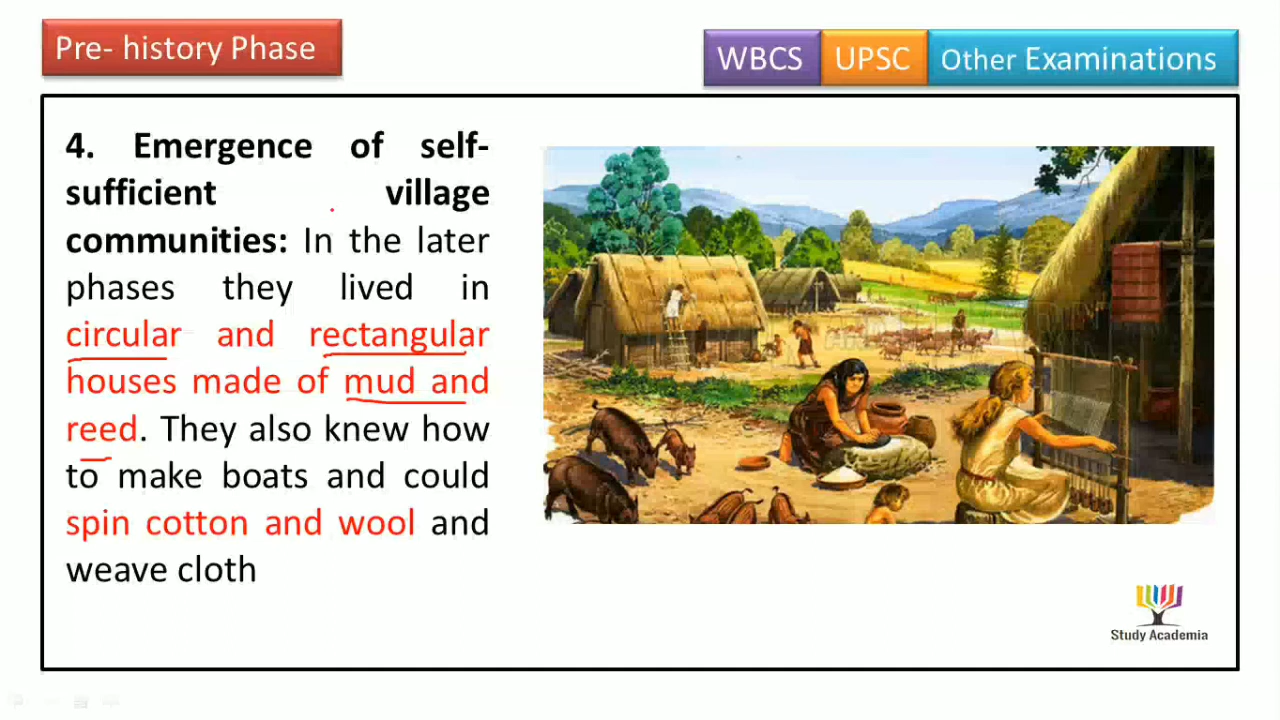 Pre- history Phase
WBCS UPSC Other Examinations
4. Emergence of self-
sufficient village
communities: In the later
phases they lived in
circular and rectangular
houses made of mud and
reed. They also knew how
to make boats and could
spin cotton and wool and
weave cloth
Study Academia